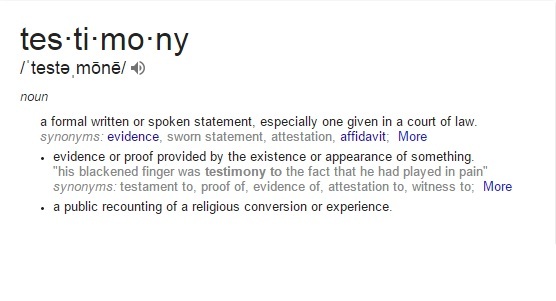 tes·ti·mo·ny
/ˈtestəˌmōnē/
noun
a formal written or spoken statement, especially one given in a court of law.
synonyms: evidence, sworn statement, attestation, affidavit; More
• evidence or proof provided by the existence or appearance of something.
"his blackened finger was testimony to the fact that he had played in pain"
synonyms: testament to, proof of, evidence of, attestation to, witness to; More
• a public recounting of a religious conversion or experience.